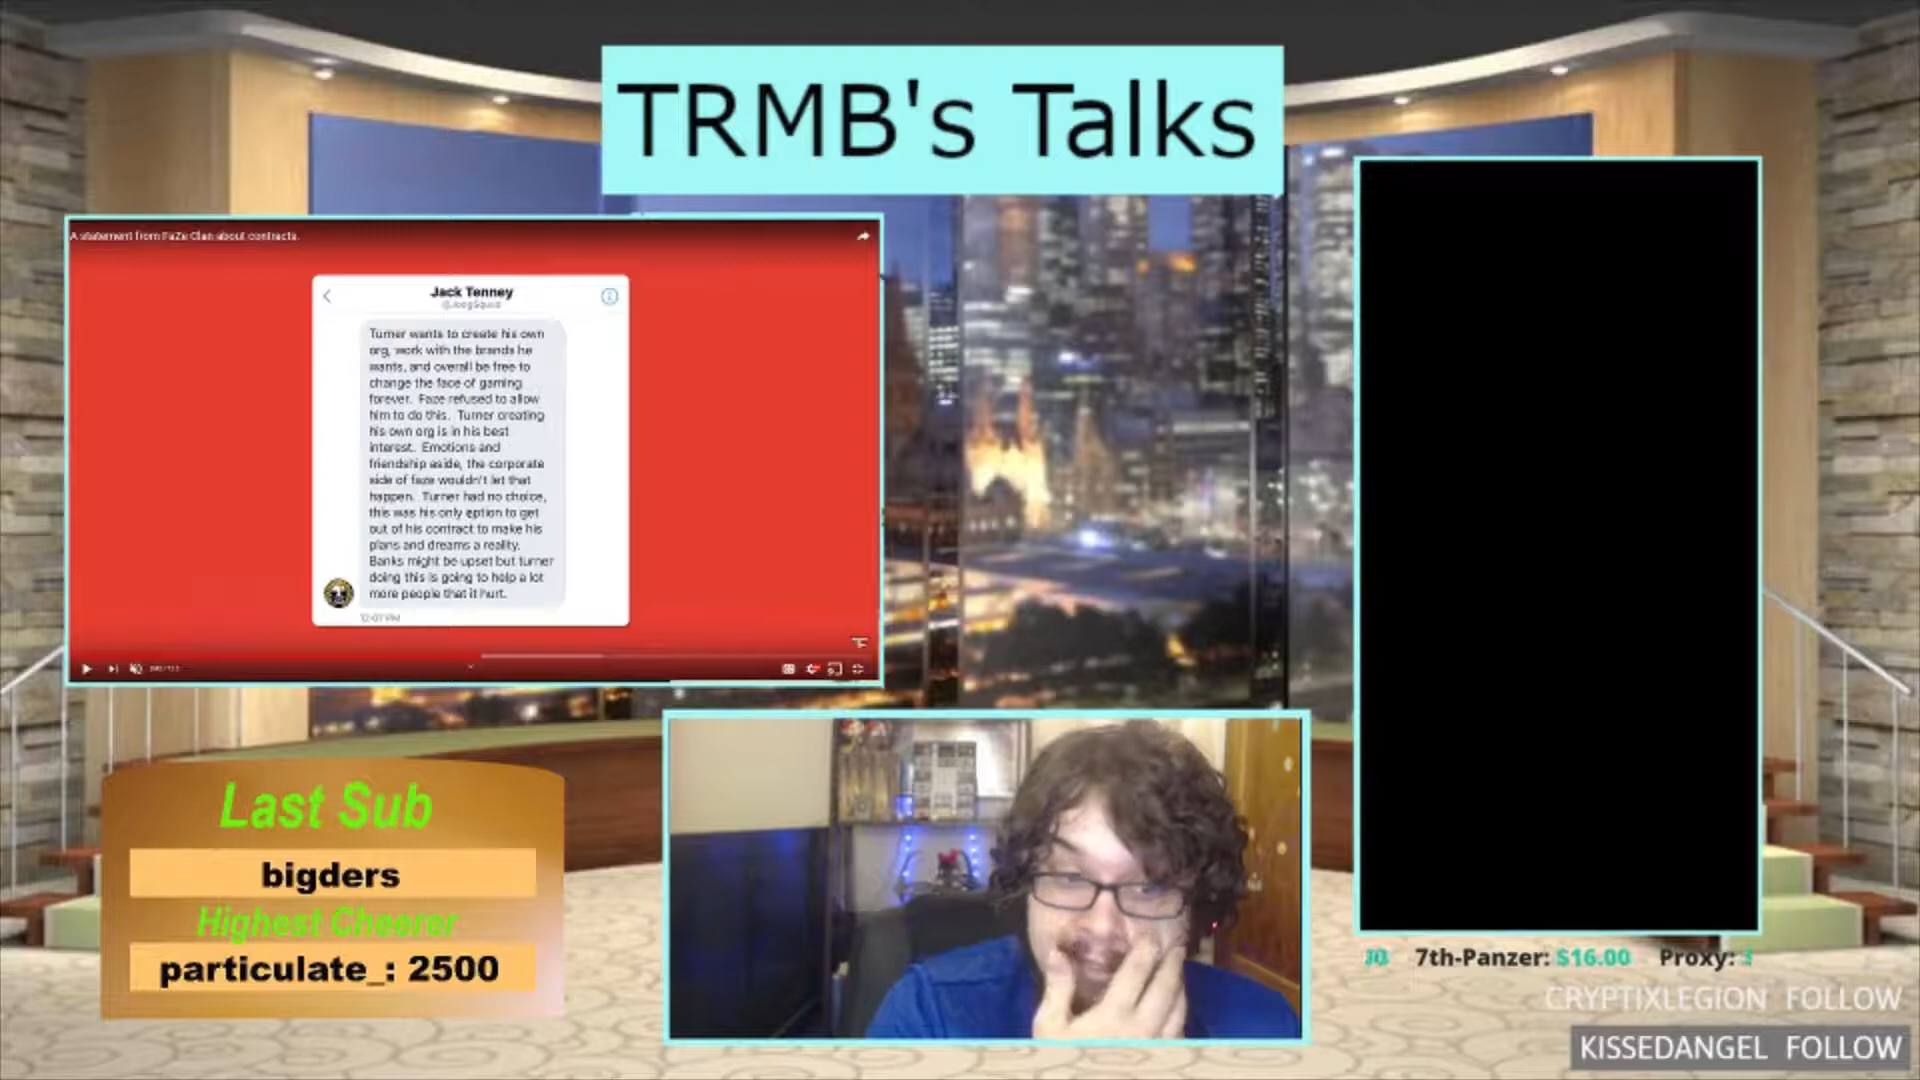 TRMB's Talks
A statement from FaZe Clan about contracts.
Jack Tenney
Turner wants to create his own
org, work with the brands he
wants, and overall be free to
change the face of gaming
forever. Faze refused to allow
him to do this. Turner creating
his own org is in his best
interest. Emotions and
friendship aside, the corporate
side of faze wouldn't let that
happen. Turner had no choice,
this was his only option to get
out of his contract to make his
plans and dreams a reality.
Banks might be upset but turner
doing this is going to help a lot
more people that it hurt.
12:07 PM
Last Sub
bigders
Highest Cheerer
particulate_: 2500
7th-Panzer: $16.00 Proxy:
CRYPTIXLEGION FOLLOW
KISSEDANGEL FOLLOW